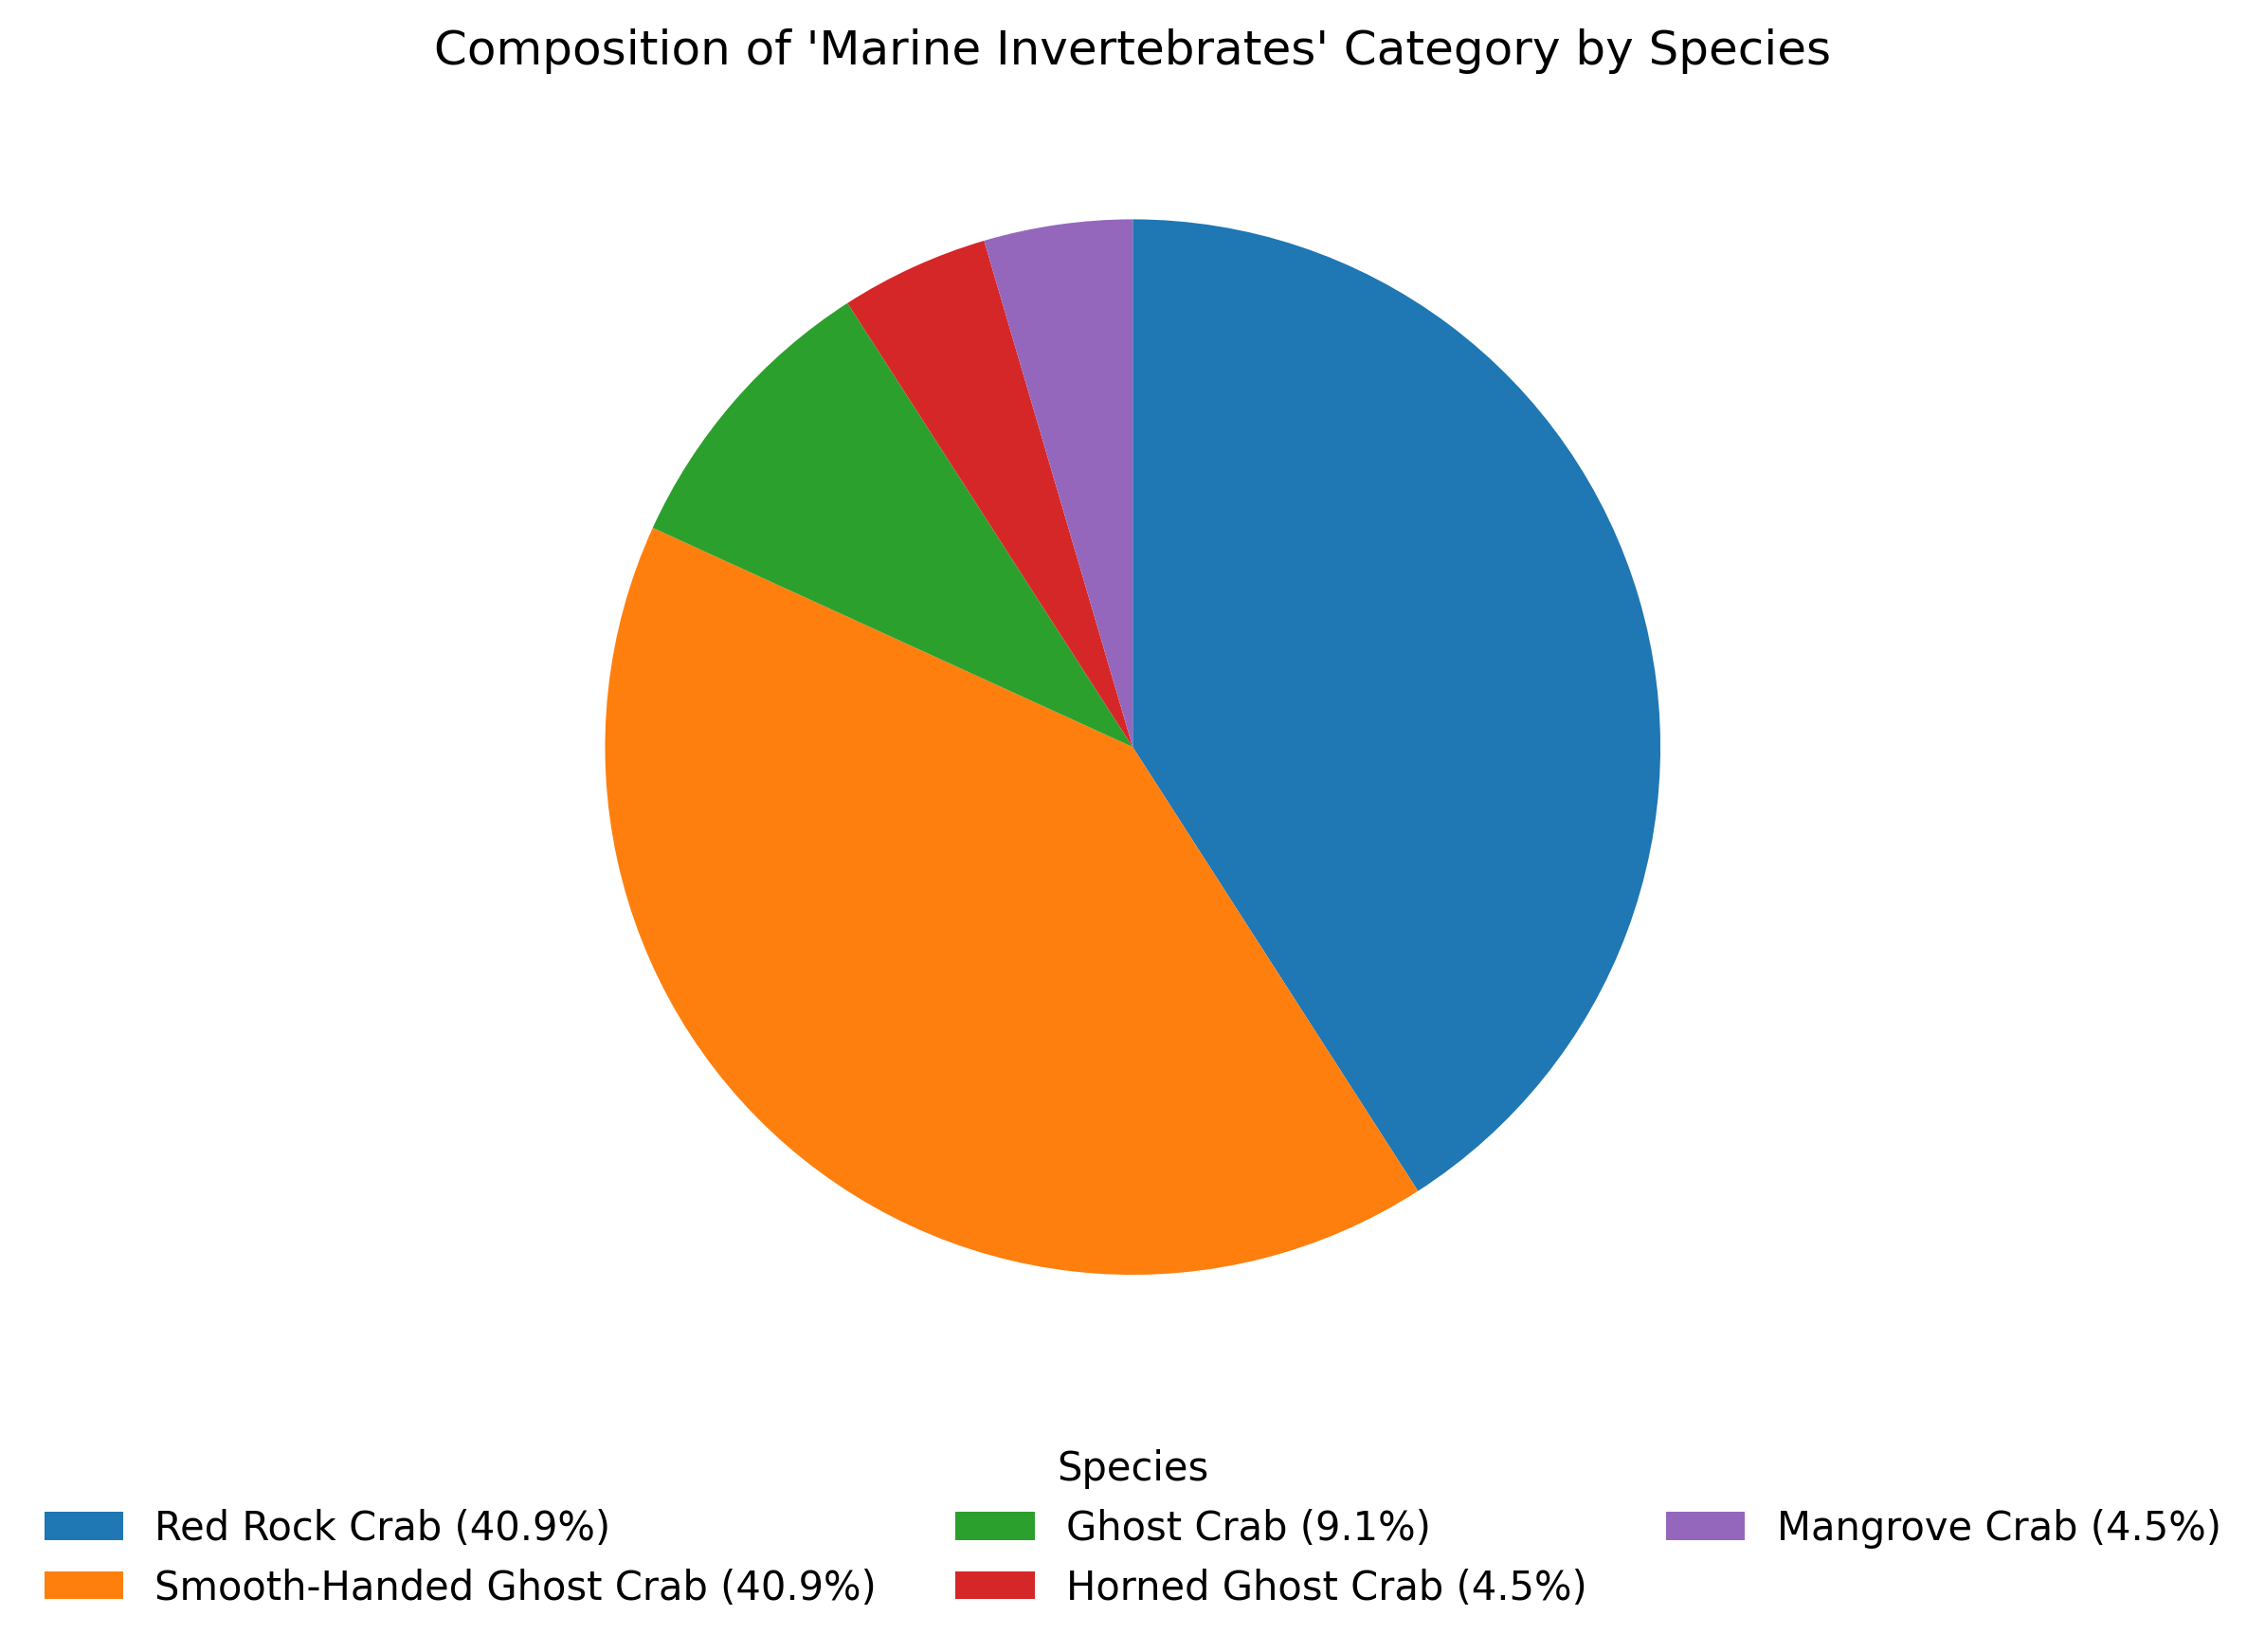 Composition of 'Marine Invertebrates' Category by Species
Species
Red Rock Crab (40.9%)
Smooth-Handed Ghost Crab (40.9%)
Ghost Crab (9.1%)
Horned Ghost Crab (4.5%)
Mangrove Crab (4.5%)